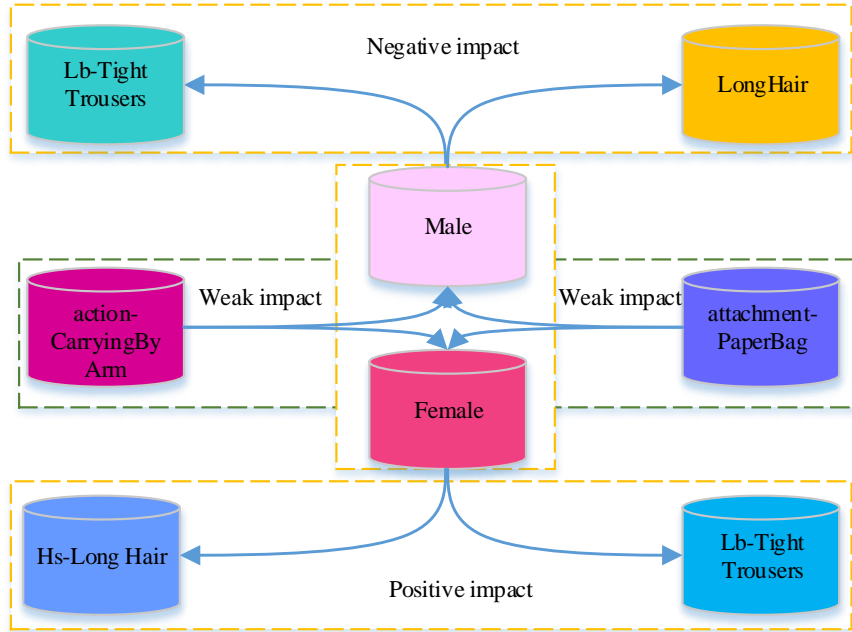 Negative impact
Lb-Tight
Trousers
LongHair
Male
Weak impact
Weak impact
action-
CarryingBy
Arm
attachment-
PaperBag
Female
Hs-Long Hair
Lb-Tight
Trousers
Positive impact